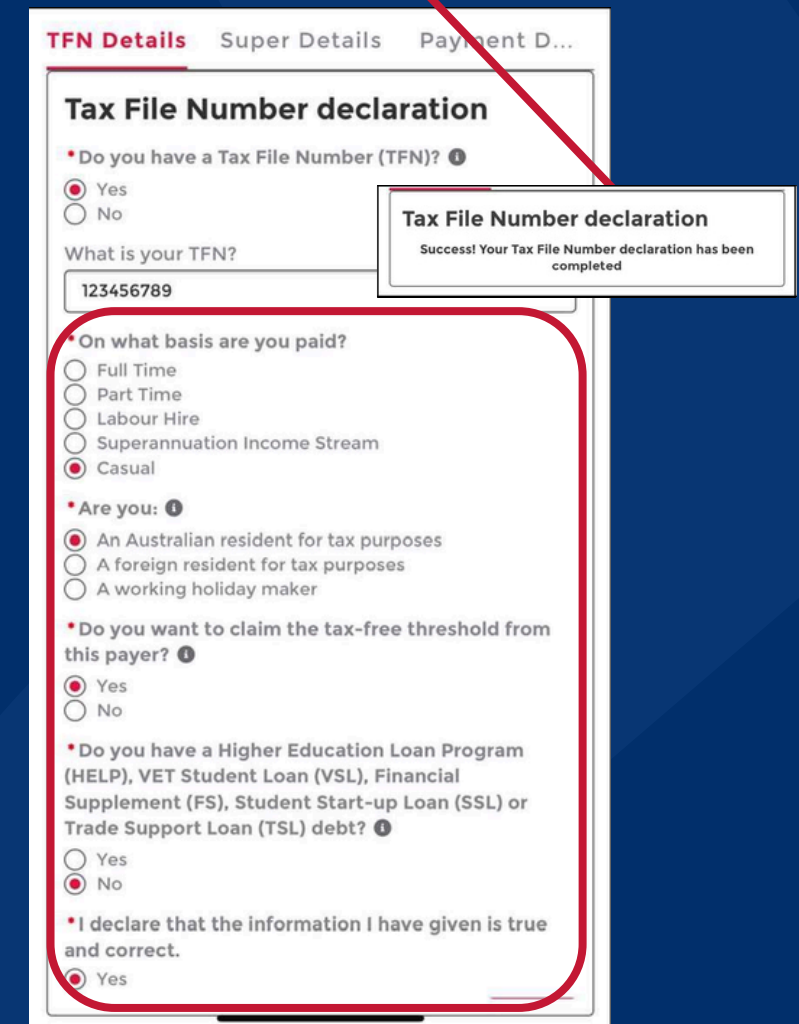 TFN Details Super Details Payment D...
Tax File Number declaration
*Do you have a Tax File Number (TFN)?
Yes
No
What is your TFN?
123456789
Tax File Number declaration
Success! Your Tax File Number declaration has been
completed
*On what basis are you paid?
Full Time
Part Time
Labour Hire
Superannuation Income Stream
Casual
*Are you:
An Australian resident for tax purposes
A foreign resident for tax purposes
A working holiday maker
*Do you want to claim the tax-free threshold from
this payer?
Yes
No
*Do you have a Higher Education Loan Program
(HELP), VET Student Loan (VSL), Financial
Supplement (FS), Student Start-up Loan (SSL) or
Trade Support Loan (TSL) debt?
Yes
No
*I declare that the information I have given is true
and correct.
Yes